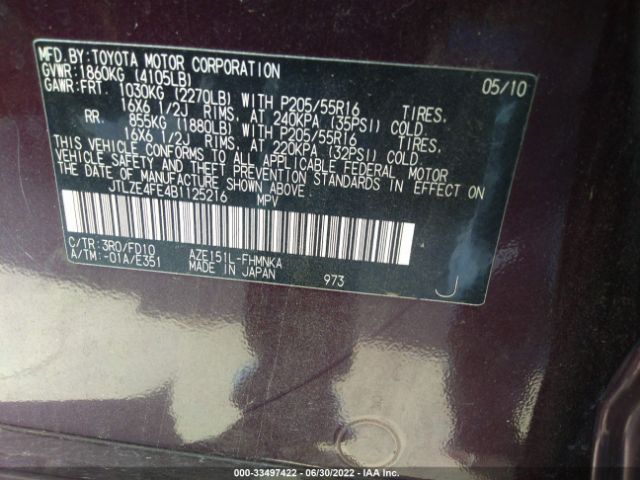 MFD. BY: TOYOTA MOTOR CORPORATION 05/10
GVWR: 1860KG (4105LB)
GAWR: FRT. 1030KG (2270LB) WITH P205/55R16 TIRES.
16X6 1/2J RIMS, AT 240KPA (35PSI) COLD.
RR. 855KG (1880LB) WITH P205/55R16 TIRES.
16X6 1/2J RIMS, AT 220KPA (32PSI) COLD.
THIS VEHICLE CONFORMS TO ALL APPLICABLE FEDERAL MOTOR
VEHICLE SAFETY AND THEFT PREVENTION STANDARDS IN EFFECT ON
THE DATE OF MANUFACTURE SHOWN ABOVE.
JTLZE4FE4B1125216 MPV
C/TR: 3R0/FD10 AZE151L-FHMNKA
A/TM: -01A/E351 MADE IN JAPAN 973 J
000-33497422 - 06/30/2022 - IAA Inc.